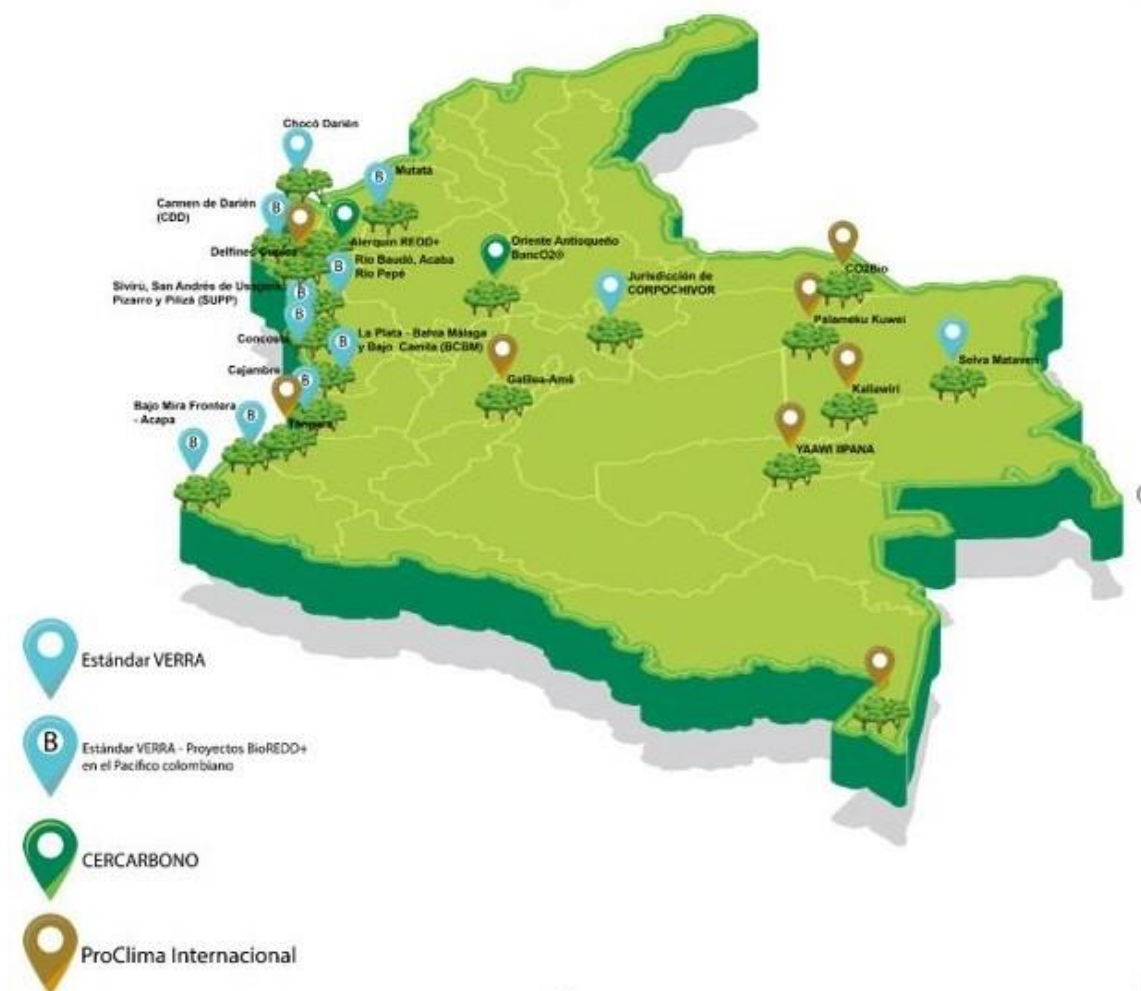 Chocó Darién
Mutatá
Carmen de Darién
(CDD)
Delfines Cupica
Alerquin REDD+
Río Baudó, Acaba
Río Pepé
Oriente Antioqueño
BancO2®
CO2Bio
Sivirú, San Andrés de Usaragá,
Pizarro y Pilizá (SUPP)
Jurisdicción de
CORPOCHIVOR
Palameku Kuwei
Concosta
La Plata - Bahía Málaga
y Bajo Camila (BCBM)
Selva Mataven
Cajambre
Galilea-Amé
Kaliawiri
Bajo Mira Frontera
- Acapa
YAAWI IIPANA
Estándar VERRA
B
Estándar VERRA - Proyectos BioREDD+
en el Pacífico colombiano
CERCARBONO
ProClima Internacional